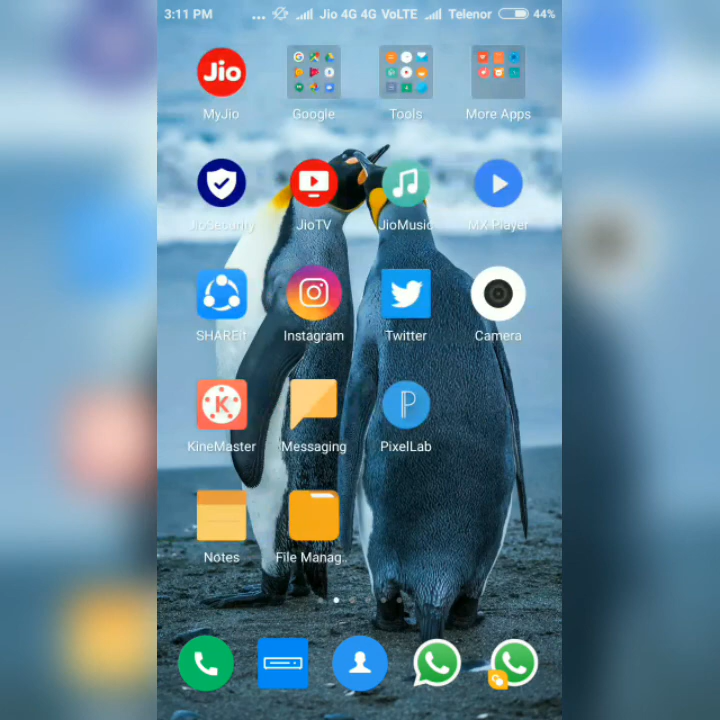 3:11 PM ... Jio 4G 4G VoLTE Telenor 44%
Jio
MyJio Google Tools More Apps
JioSecurity JioTV JioMusic MX Player
SHAREit Instagram Twitter Camera
K P
KineMaster Messaging PixelLab
Notes File Manag..